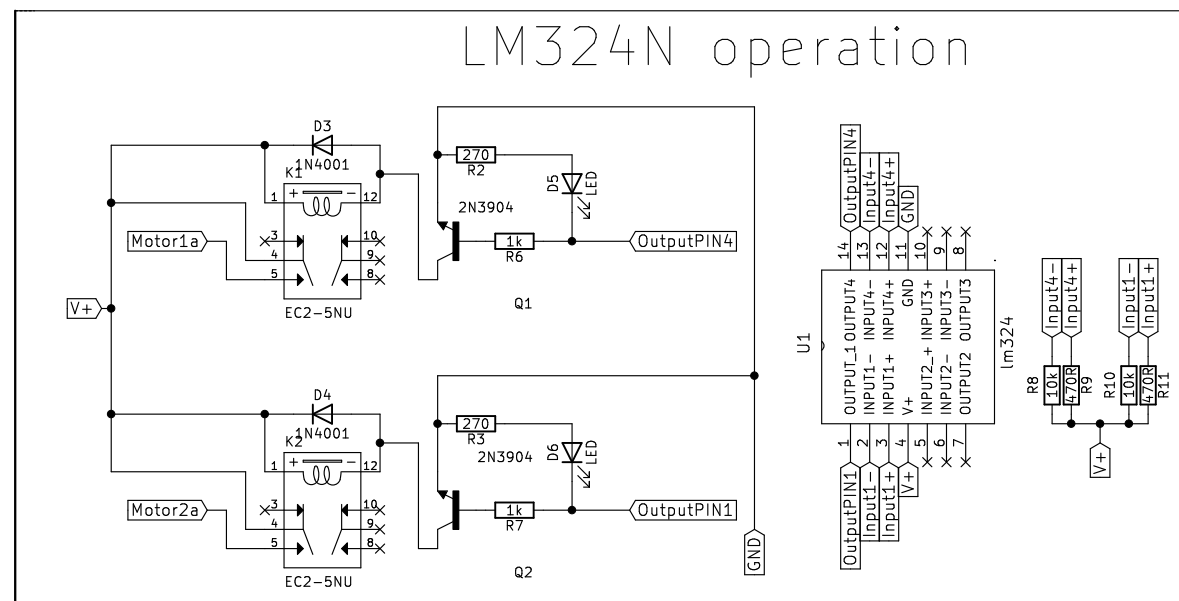 LM324N operation
D3
1N4001
K1
1
+
-
12
3
10
4
9
5
8
EC2-5NU
Motor1a
V+
270
R2
D5
LED
2N3904
1k
R6
OutputPIN4
Q1
D4
1N4001
K2
1
+
-
12
3
10
4
9
5
8
EC2-5NU
Motor2a
270
R3
2N3904
D6
LED
1k
R7
OutputPIN1
Q2
GND
OutputPIN4
Input4-
Input4+
GND
14
13
12
11
10
9
8
OUTPUT4
INPUT4-
INPUT4+
GND
INPUT3+
INPUT3-
OUTPUT3
U1
lm324
OUTPUT_1
INPUT1-
INPUT1+
V+
INPUT2_+
INPUT2-
OUTPUT2
1
2
3
4
5
6
7
OutputPIN1
Input1-
Input1+
V+
Input4-
Input4+
Input1-
Input1+
R8
10k
470R
R9
R10
10k
470R
R11
V+